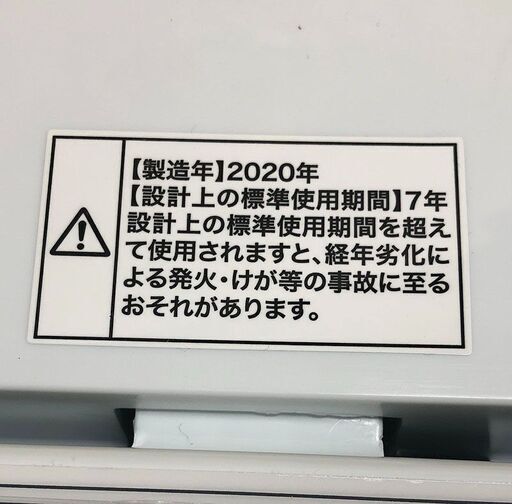 【製造年】2020年
【設計上の標準使用期間】7年
設計上の標準使用期間を超え
て使用されますと、経年劣化に
よる発火・けが等の事故に至る
おそれがあります。